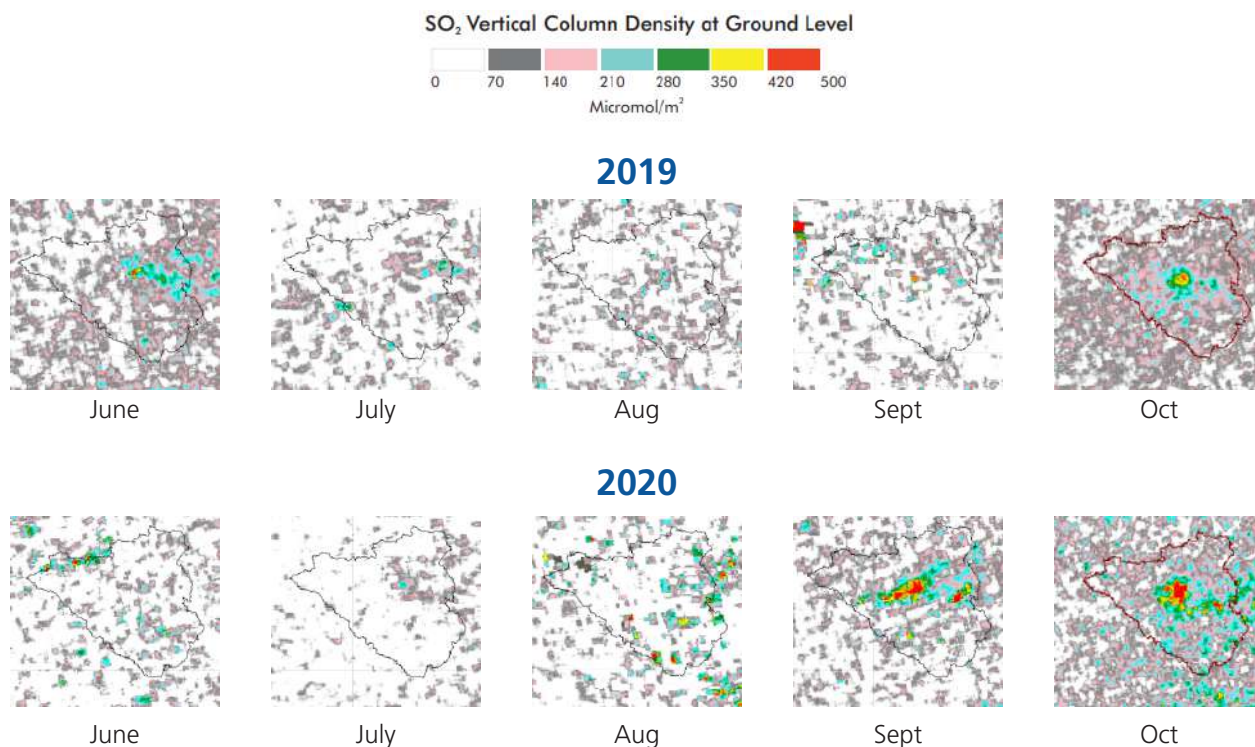 SO₂ Vertical Column Density at Ground Level
0 70 140 210 280 350 420 500
Micromol/m²
2019
June July Aug Sept Oct
2020
June July Aug Sept Oct